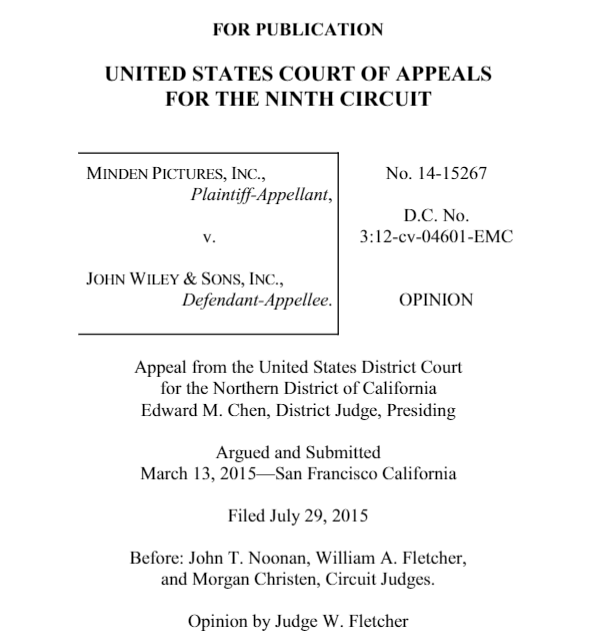 FOR PUBLICATION
UNITED STATES COURT OF APPEALS
FOR THE NINTH CIRCUIT
MINDEN PICTURES, INC.,
Plaintiff-Appellant,
v.
JOHN WILEY & SONS, INC.,
Defendant-Appellee.
No. 14-15267
D.C. No.
3:12-cv-04601-EMC
OPINION
Appeal from the United States District Court
for the Northern District of California
Edward M. Chen, District Judge, Presiding
Argued and Submitted
March 13, 2015—San Francisco California
Filed July 29, 2015
Before: John T. Noonan, William A. Fletcher,
and Morgan Christen, Circuit Judges.
Opinion by Judge W. Fletcher